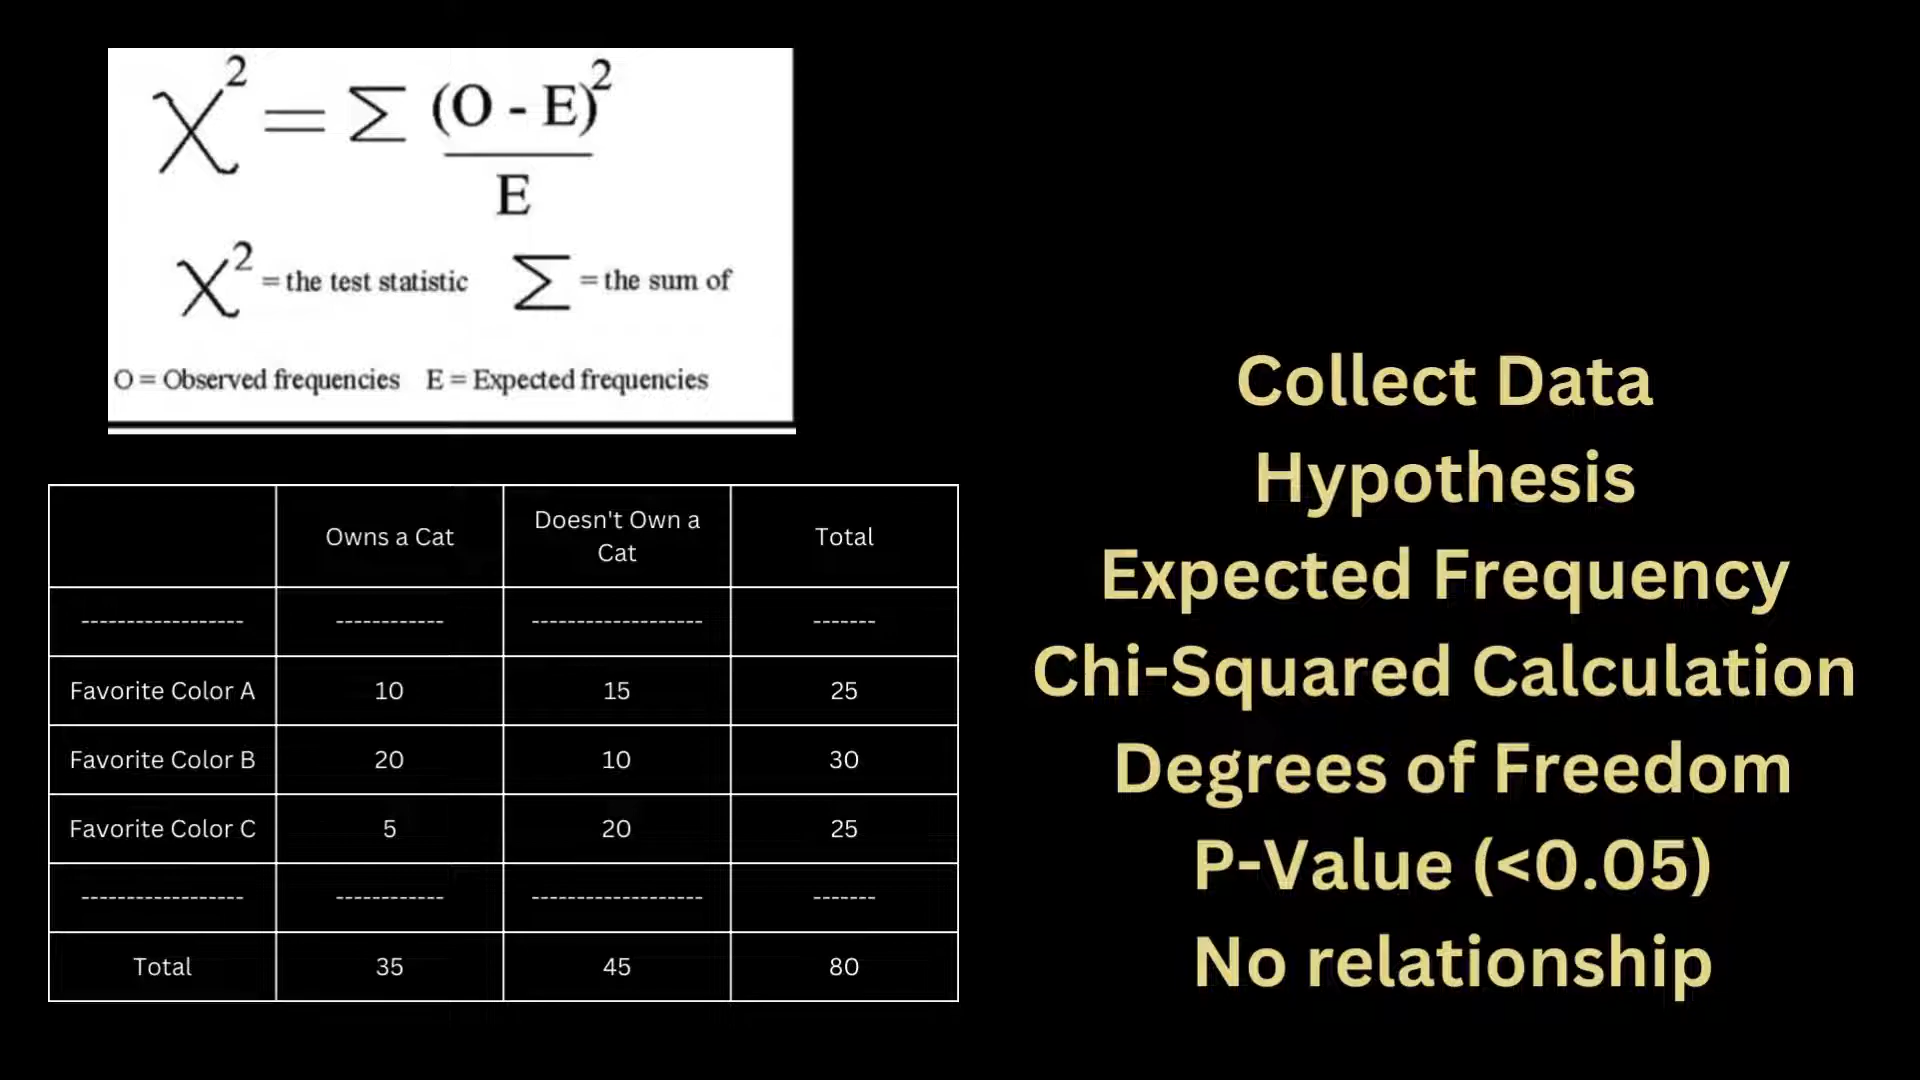 χ² = Σ (O - E)²
E
χ² = the test statistic Σ = the sum of
O = Observed frequencies E = Expected frequencies
Owns a Cat Doesn't Own a Cat Total
------------------ ------------ ------------------- -------
Favorite Color A 10 15 25
Favorite Color B 20 10 30
Favorite Color C 5 20 25
------------------ ------------ ------------------- -------
Total 35 45 80
Collect Data
Hypothesis
Expected Frequency
Chi-Squared Calculation
Degrees of Freedom
P-Value (<0.05)
No relationship